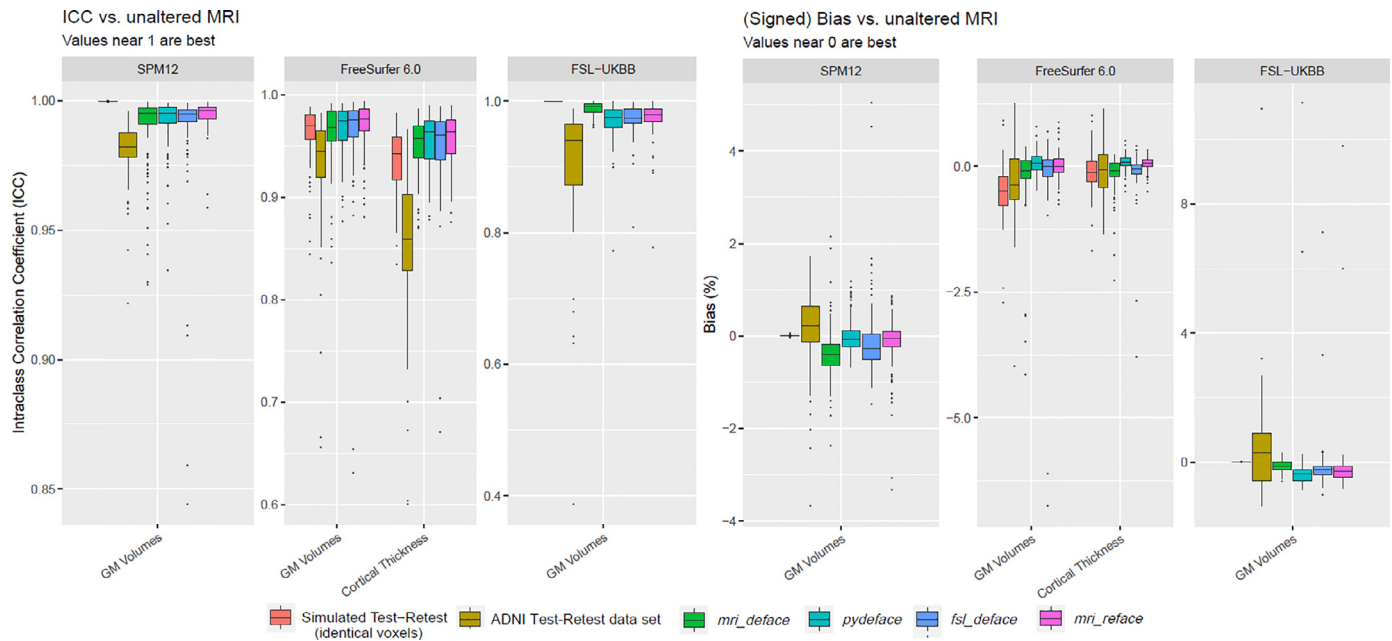 ICC vs. unaltered MRI
Values near 1 are best
SPM12
FreeSurfer 6.0
FSL−UKBB
Intraclass Correlation Coefficient (ICC)
1.00
0.95
0.90
0.85
1.0
0.9
0.8
0.7
0.6
1.0
0.8
0.6
0.4
GM Volumes
GM Volumes
Cortical Thickness
GM Volumes
(Signed) Bias vs. unaltered MRI
Values near 0 are best
SPM12
FreeSurfer 6.0
FSL−UKBB
Bias (%)
4
2
0
−2
−4
0.0
−2.5
−5.0
8
4
0
GM Volumes
GM Volumes
Cortical Thickness
GM Volumes
Simulated Test−Retest
(identical voxels)
ADNI Test-Retest data set
mri_deface
pydeface
fsl_deface
mri_reface